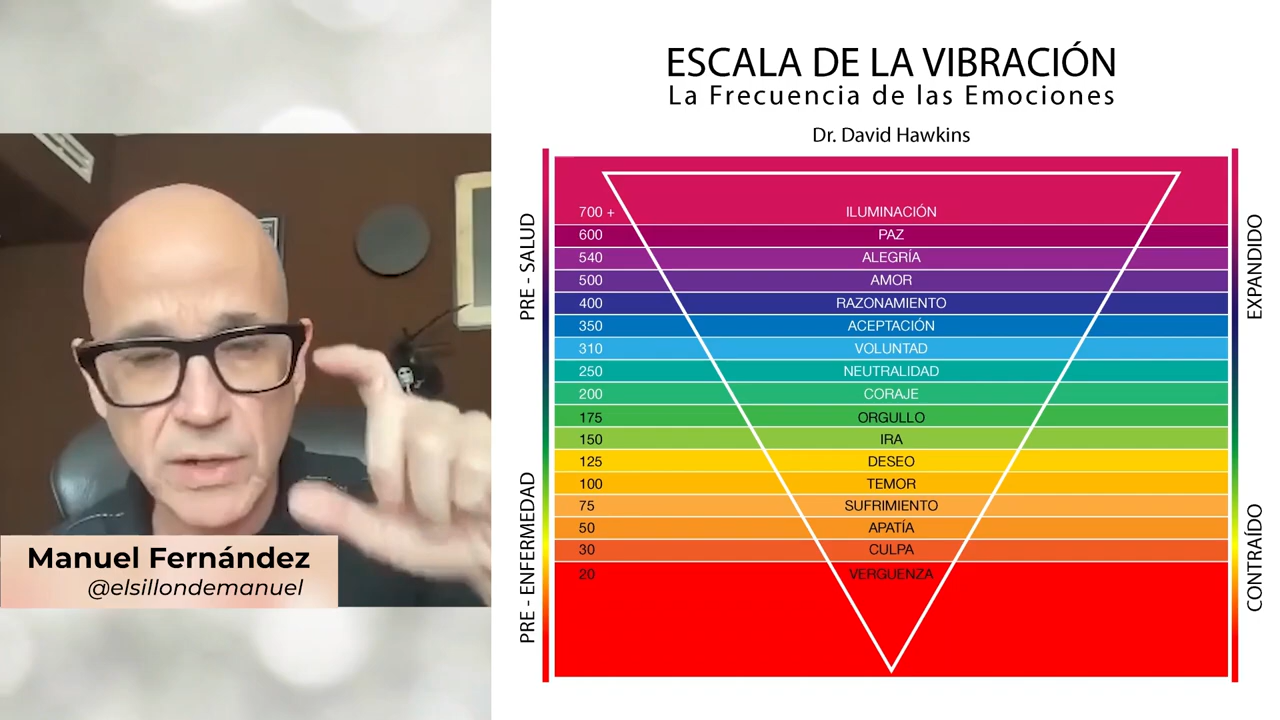 Manuel Fernández
@elsillondemanuel
ESCALA DE LA VIBRACIÓN
La Frecuencia de las Emociones
Dr. David Hawkins
PRE - SALUD
PRE - ENFERMEDAD
700 + ILUMINACIÓN
600 PAZ
540 ALEGRÍA
500 AMOR
400 RAZONAMIENTO
350 ACEPTACIÓN
310 VOLUNTAD
250 NEUTRALIDAD
200 CORAJE
175 ORGULLO
150 IRA
125 DESEO
100 TEMOR
75 SUFRIMIENTO
50 APATÍA
30 CULPA
20 VERGUENZA
EXPANDIDO
CONTRAÍDO